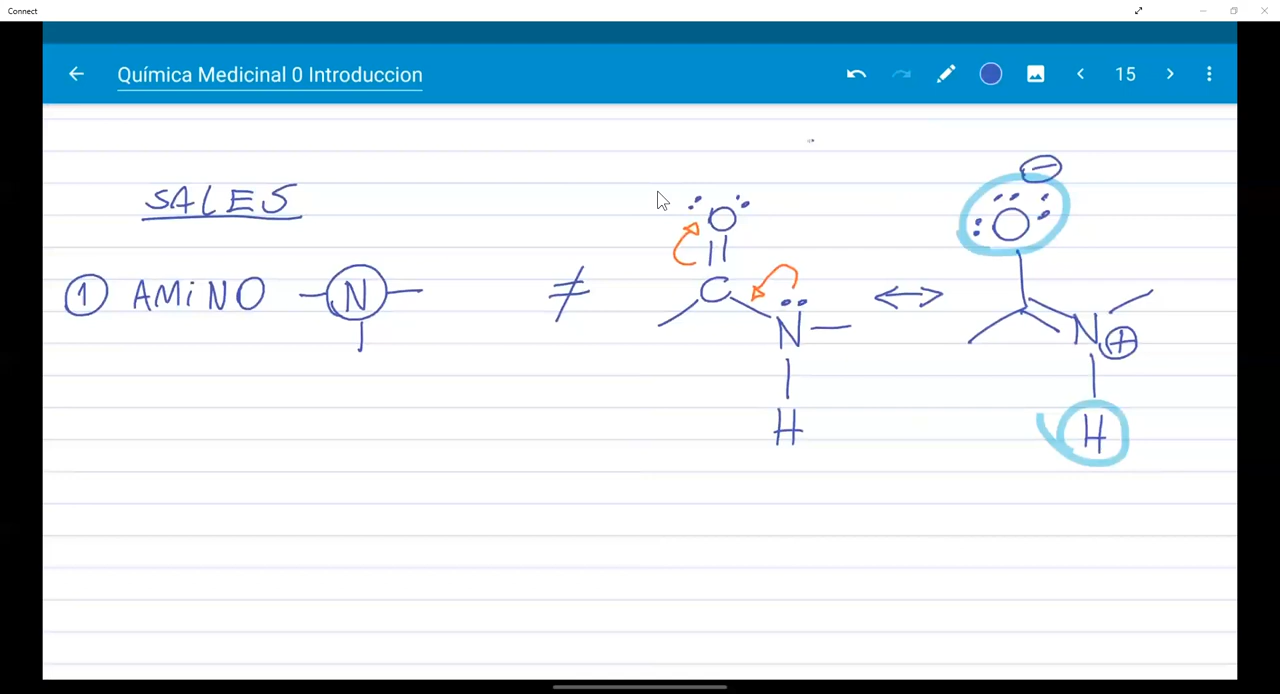 Connect
Química Medicinal 0 Introduccion
15
SALES
① AMiNO —N— ≠
:O:
C
N
H
↔
:O: ⊖
N ⊕
H